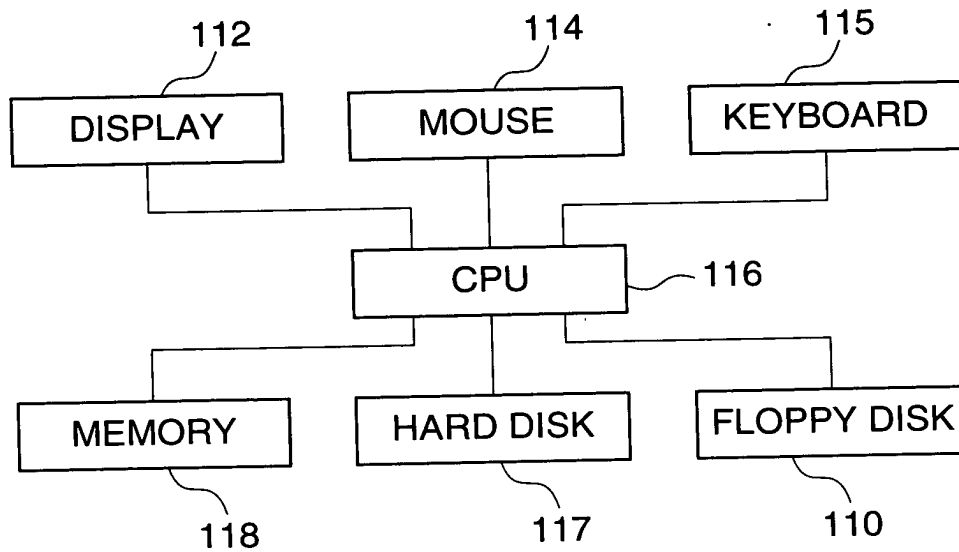 112
114
115
DISPLAY
MOUSE
KEYBOARD
CPU
116
MEMORY
HARD DISK
FLOPPY DISK
118
117
110